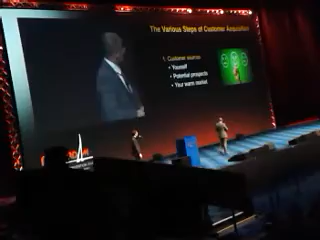 The Various Steps of Customer Acquisition
1. Customer sources
• Yourself
• Potential prospects
• Your warm market